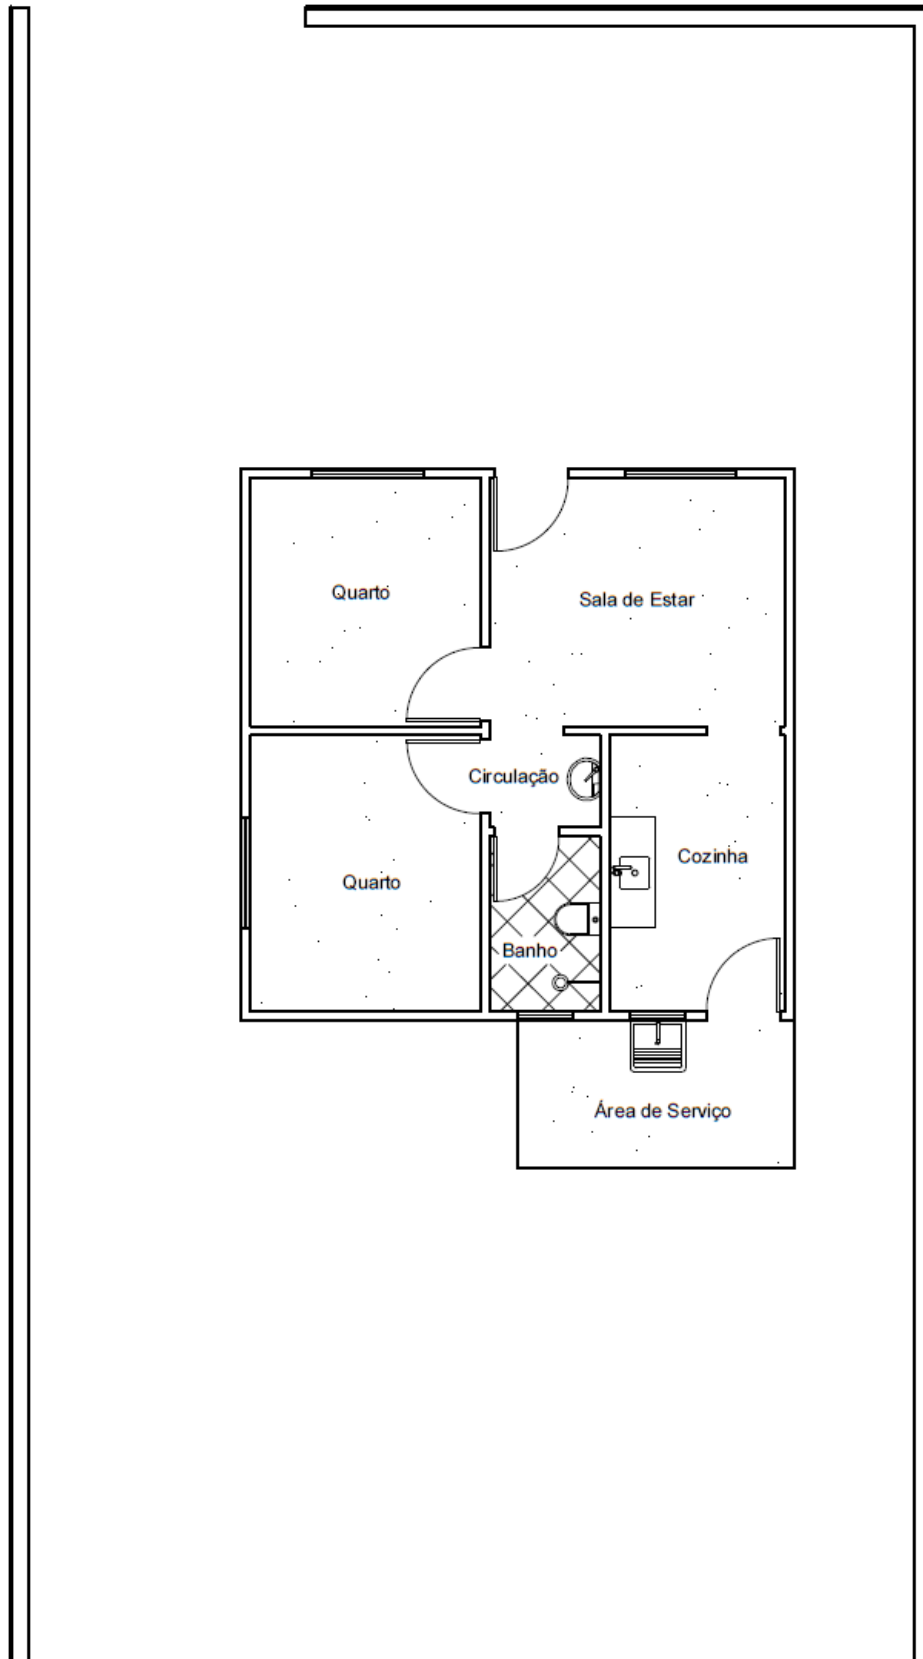 Quarto
Sala de Estar
Circulação
Cozinha
Quarto
Banho
Área de Serviço